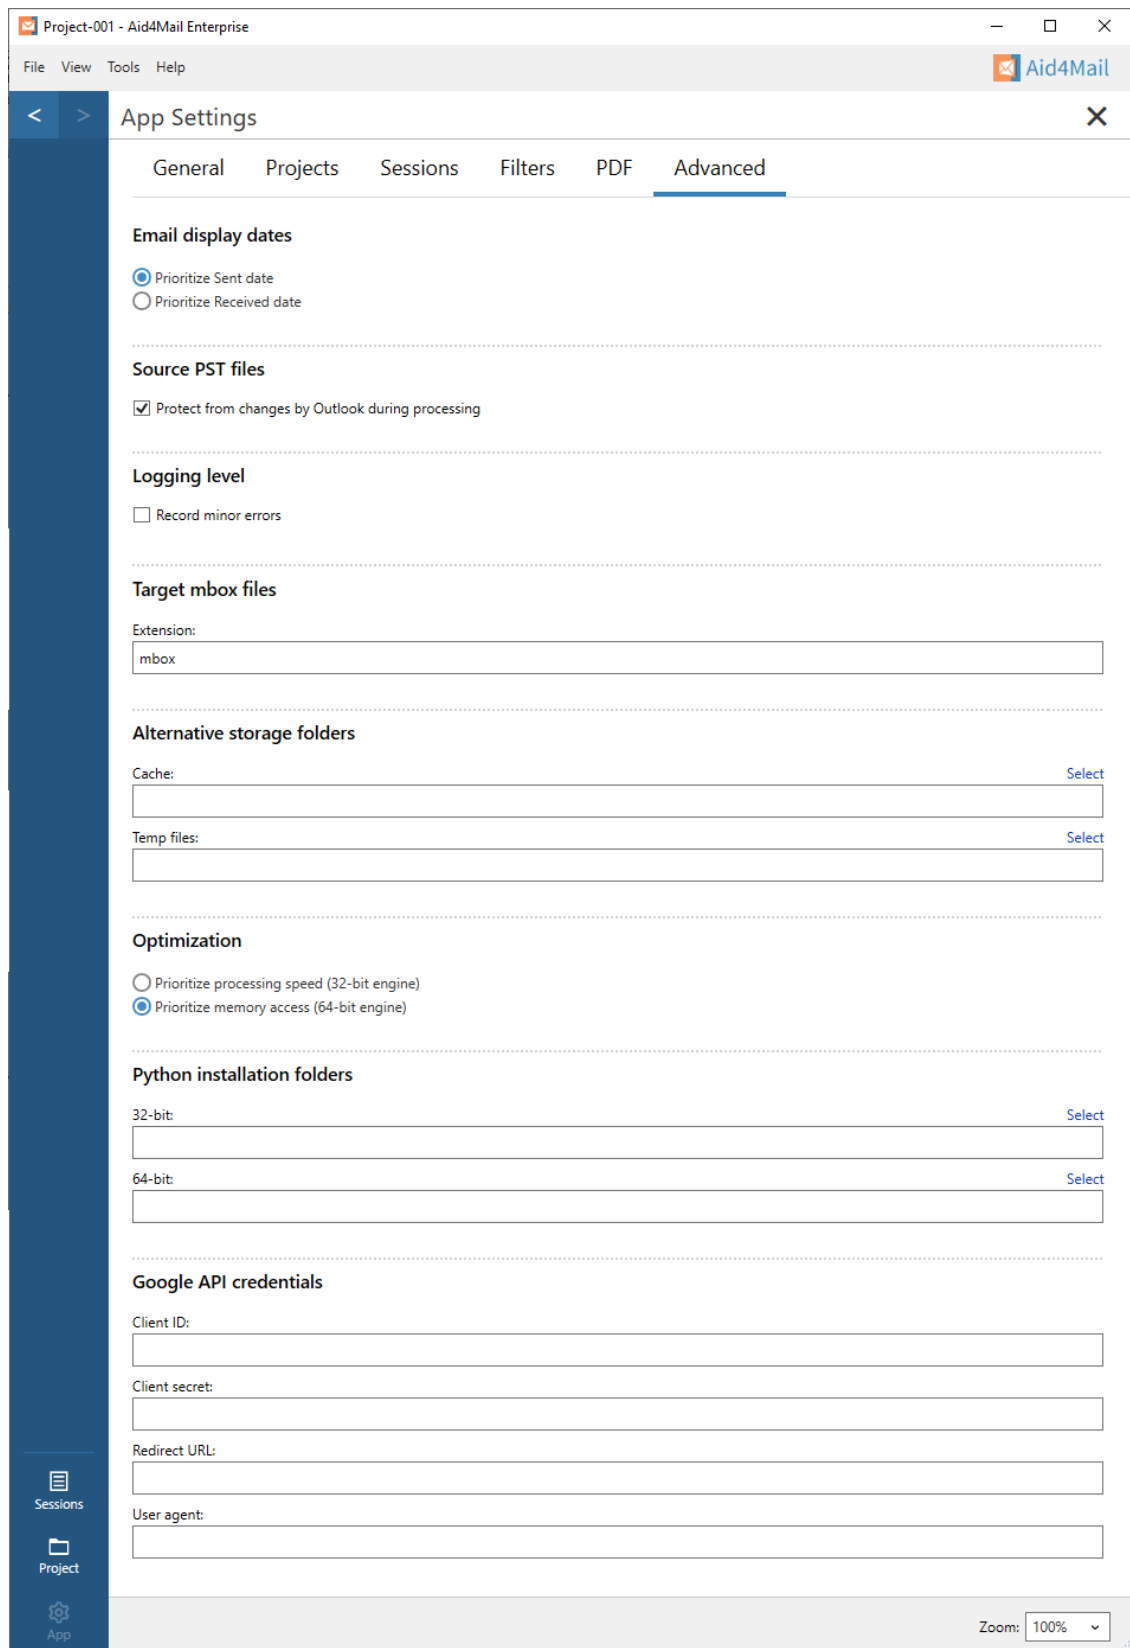 Project-001 - Aid4Mail Enterprise
File View Tools Help
Aid4Mail
< >
App Settings
General Projects Sessions Filters PDF Advanced
Email display dates
Prioritize Sent date
Prioritize Received date
Source PST files
Protect from changes by Outlook during processing
Logging level
Record minor errors
Target mbox files
Extension:
mbox
Alternative storage folders
Cache: Select
Temp files: Select
Optimization
Prioritize processing speed (32-bit engine)
Prioritize memory access (64-bit engine)
Python installation folders
32-bit: Select
64-bit: Select
Google API credentials
Client ID:
Client secret:
Redirect URL:
User agent:
Sessions
Project
App
Zoom: 100%